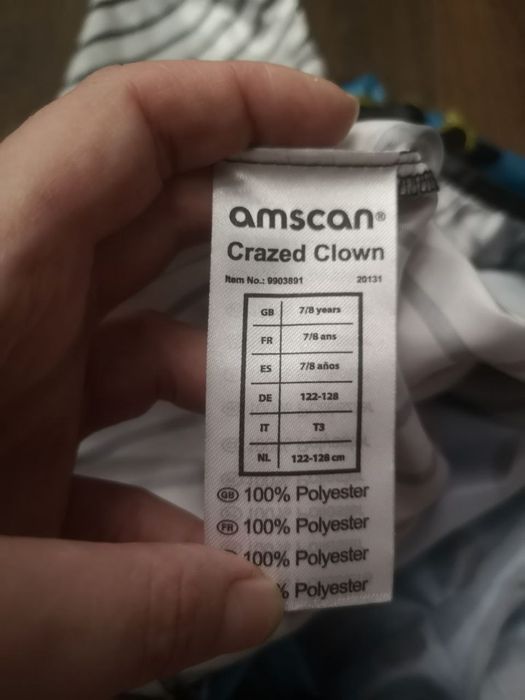 amscan®
Crazed Clown
Item No.: 9903891 20131
GB 7/8 years
FR 7/8 ans
ES 7/8 años
DE 122-128
IT T3
NL 122-128 cm
GB 100% Polyester
FR 100% Polyester
100% Polyester
% Polyester